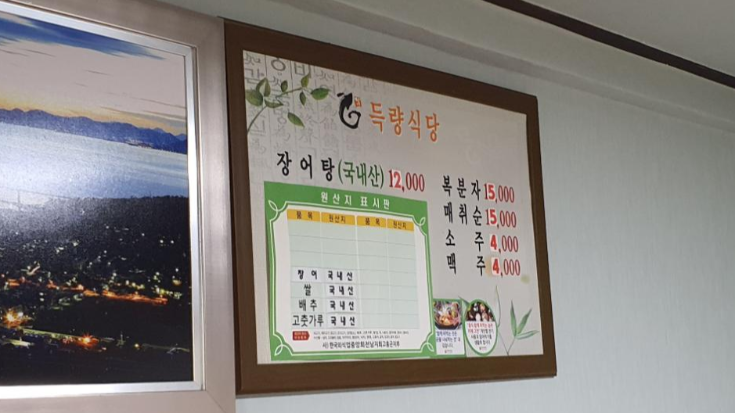 득량식당
장어탕(국내산) 12,000
복분자 15,000
매취순 15,000
소주 4,000
맥주 4,000
원산지 표시판
품목 원산지 품목 원산지
장어 국내산
쌀 국내산
배추 국내산
고춧가루 국내산